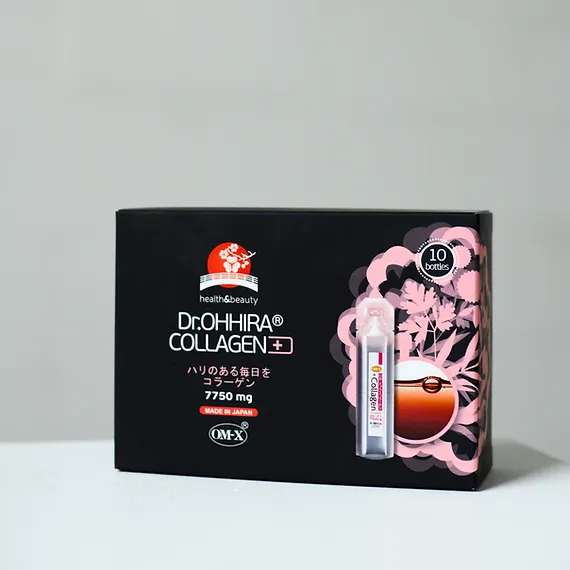 health&beauty
Dr.OHHIRA®
COLLAGEN+
ハリのある毎日を
コラーゲン
7750 mg
MADE IN JAPAN
OM-X®
10
bottles
+Collagen